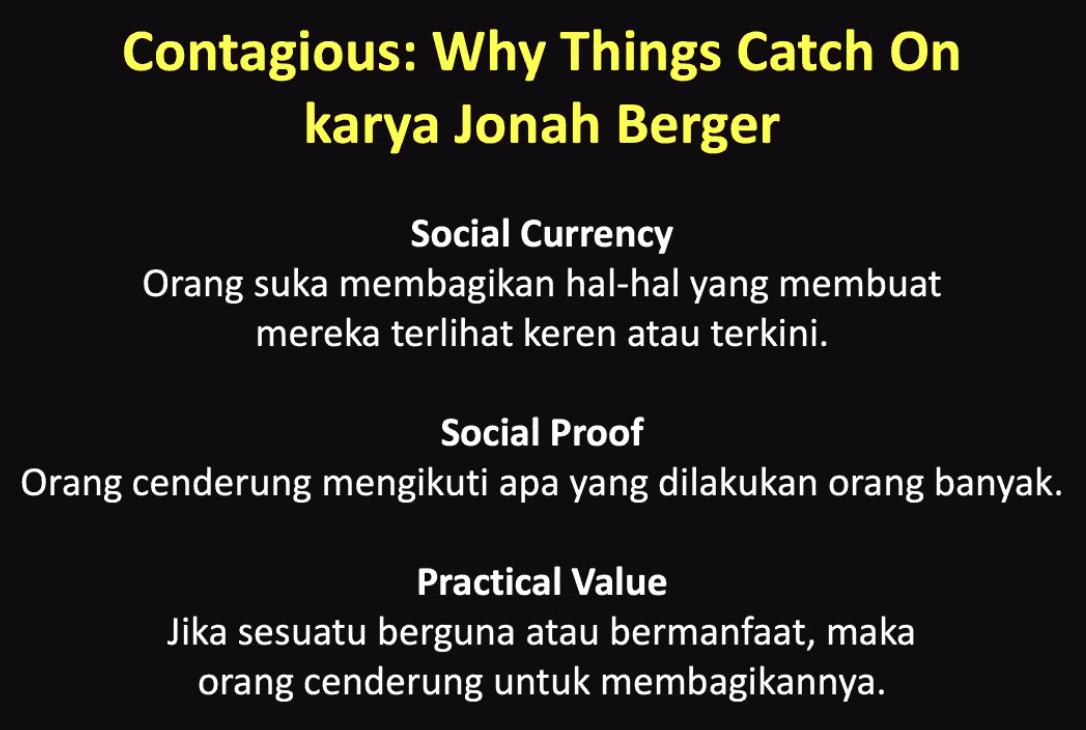 Contagious: Why Things Catch On
karya Jonah Berger
Social Currency
Orang suka membagikan hal-hal yang membuat
mereka terlihat keren atau terkini.
Social Proof
Orang cenderung mengikuti apa yang dilakukan orang banyak.
Practical Value
Jika sesuatu berguna atau bermanfaat, maka
orang cenderung untuk membagikannya.